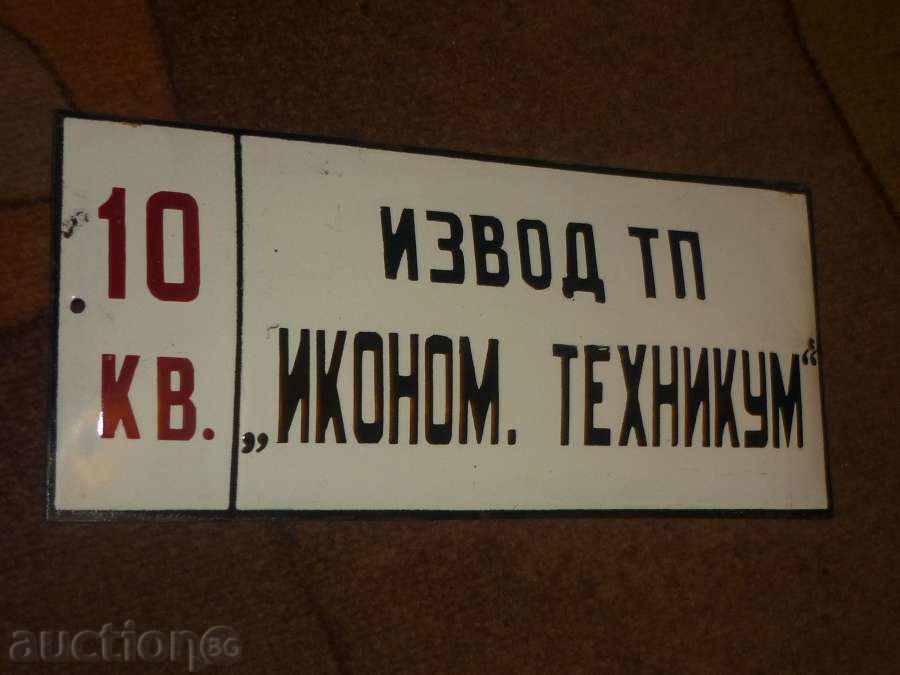 10
КВ.
ИЗВОД ТП
„ИКОНОМ. ТЕХНИКУМ“
auction BG